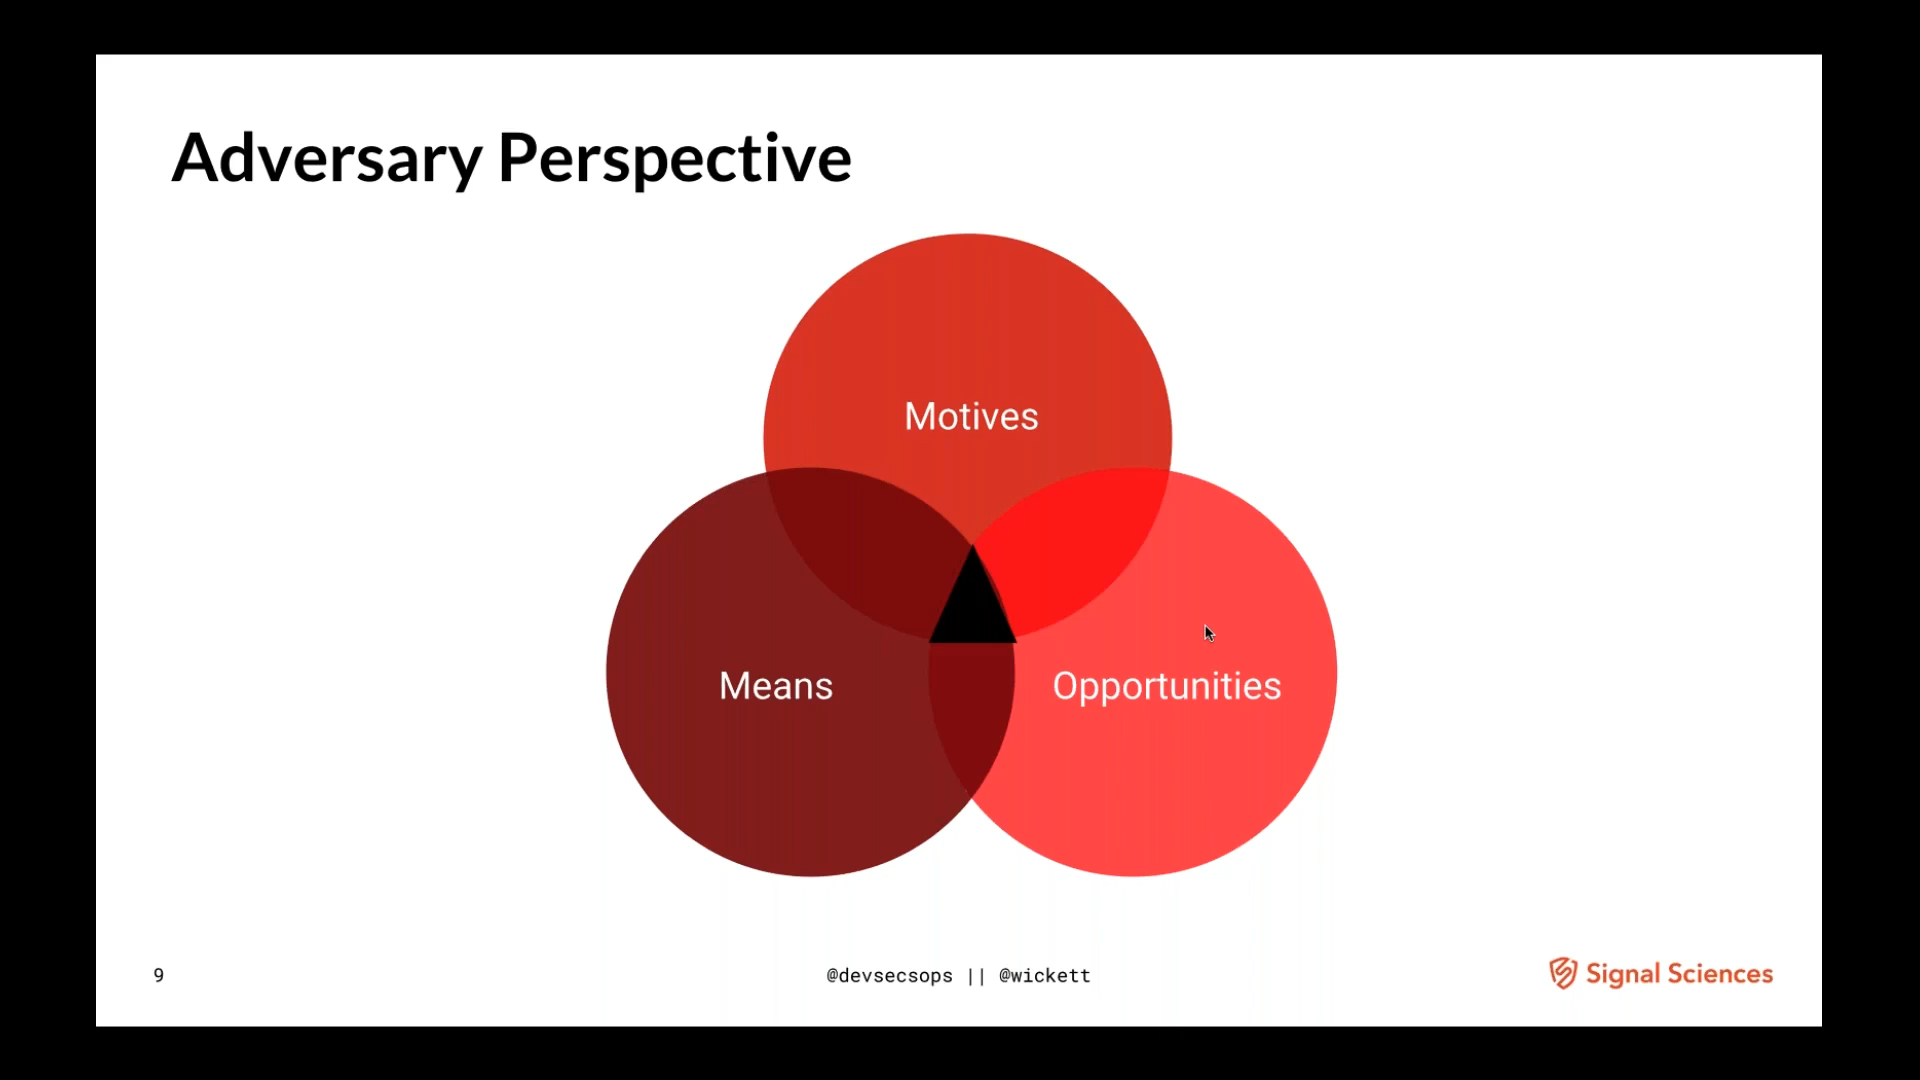 Adversary Perspective
Motives
Means
Opportunities
9
@devsecsops || @wickett
Signal Sciences